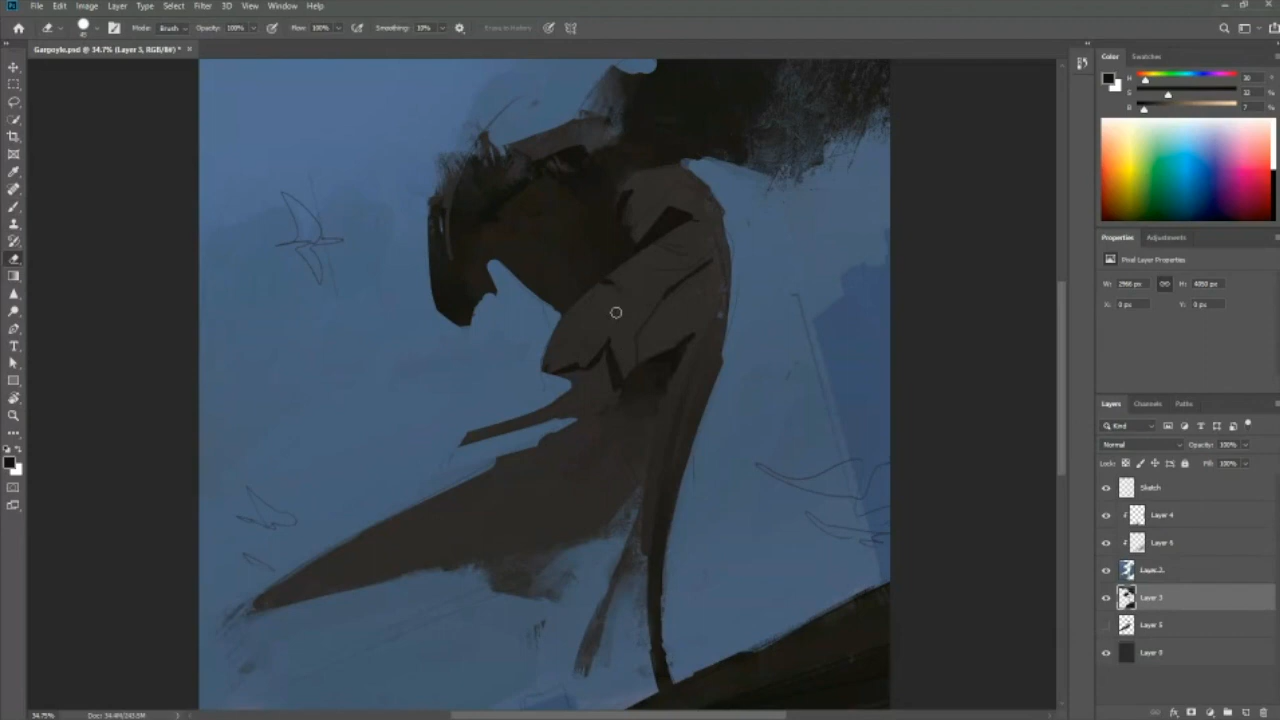 File Edit Image Layer Type Select Filter 3D View Window Help
Mode: Brush Opacity: 100% Flow: 100% Smoothing: 10% Erase to History
Gargoyle.psd @ 34.7% (Layer 3, RGB/8#) *
Color Swatches
H
S
B 7 %
Properties Adjustments
Pixel Layer Properties
W: 2966 px H: 4050 px
X: 0 px Y: 0 px
Layers Channels Paths
Kind
Normal Opacity: 100%
Lock: Fill: 100%
Sketch
Layer 4
Layer 6
Layer 2
Layer 3
Layer 5
Layer 0
34.75% Doc: 34.4M/